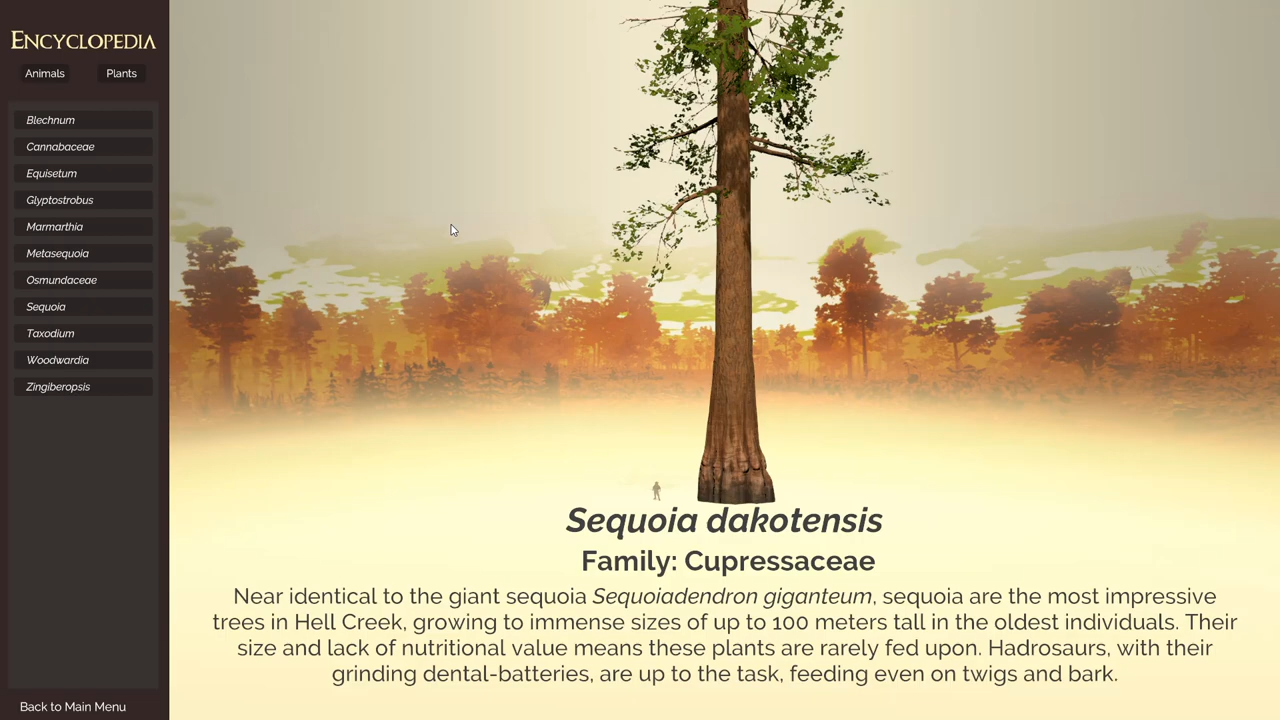 ENCYCLOPEDIA
Animals Plants
Blechnum
Cannabaceae
Equisetum
Glyptostrobus
Marmarthia
Metasequoia
Osmundaceae
Sequoia
Taxodium
Woodwardia
Zingiberopsis
Back to Main Menu
Sequoia dakotensis
Family: Cupressaceae
Near identical to the giant sequoia Sequoiadendron giganteum, sequoia are the most impressive
trees in Hell Creek, growing to immense sizes of up to 100 meters tall in the oldest individuals. Their
size and lack of nutritional value means these plants are rarely fed upon. Hadrosaurs, with their
grinding dental-batteries, are up to the task, feeding even on twigs and bark.